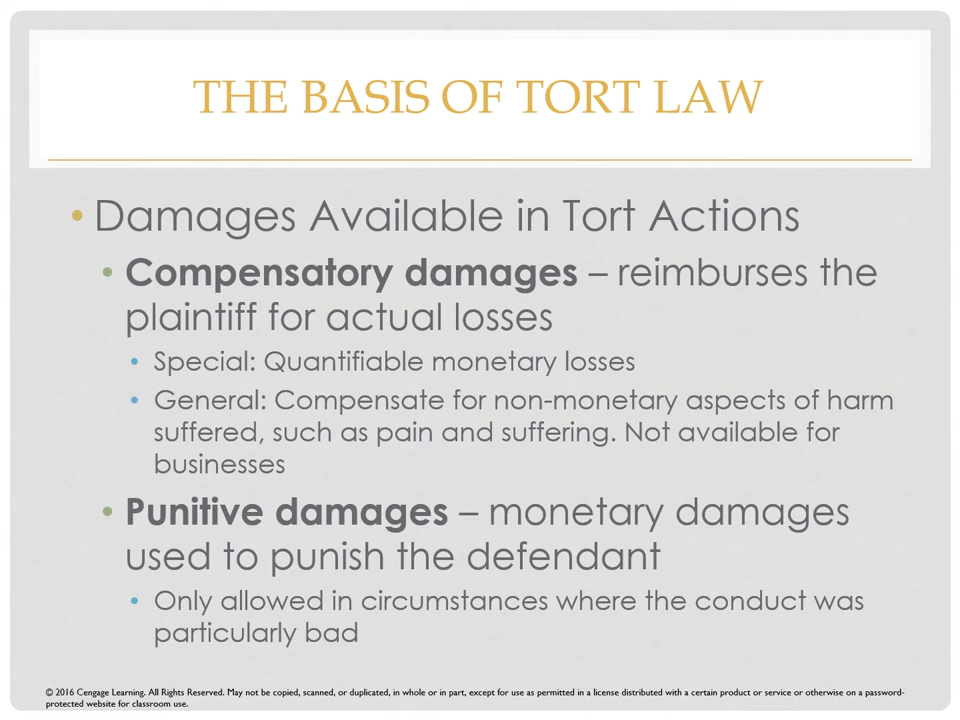 THE BASIS OF TORT LAW
• Damages Available in Tort Actions
• Compensatory damages – reimburses the
plaintiff for actual losses
• Special: Quantifiable monetary losses
• General: Compensate for non-monetary aspects of harm
suffered, such as pain and suffering. Not available for
businesses
• Punitive damages – monetary damages
used to punish the defendant
• Only allowed in circumstances where the conduct was
particularly bad
© 2016 Cengage Learning. All Rights Reserved. May not be copied, scanned, or duplicated, in whole or in part, except for use as permitted in a license distributed with a certain product or service or otherwise on a password-
protected website for classroom use.